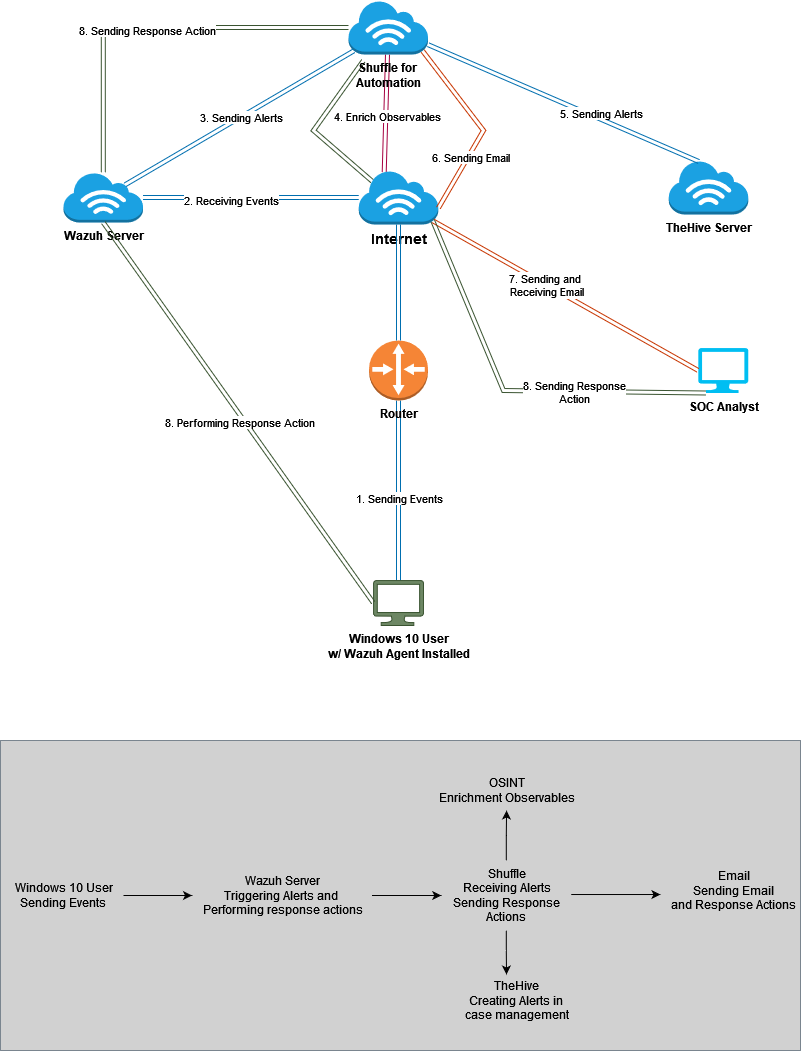 8. Sending Response Action
Shuffle for
Automation
3. Sending Alerts
4. Enrich Observables
5. Sending Alerts
6. Sending Email
2. Receiving Events
Wazuh Server
Internet
TheHive Server
7. Sending and
Receiving Email
Router
8. Sending Response
Action
SOC Analyst
8. Performing Response Action
1. Sending Events
Windows 10 User
w/ Wazuh Agent Installed
OSINT
Enrichment Observables
Windows 10 User
Sending Events
Wazuh Server
Triggering Alerts and
Performing response actions
Shuffle
Receiving Alerts
Sending Response
Actions
Email
Sending Email
and Response Actions
TheHive
Creating Alerts in
case management